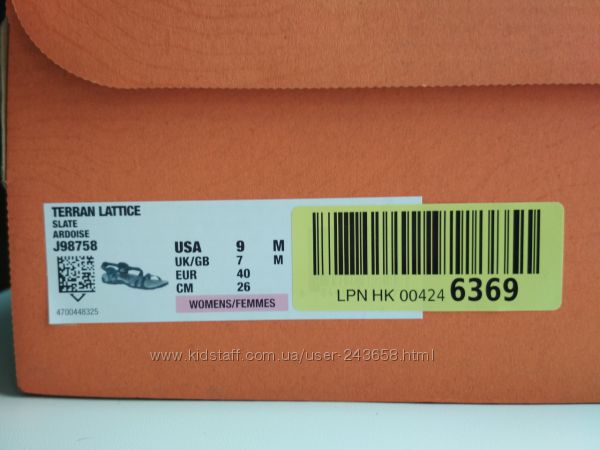 TERRAN LATTICE
SLATE
ARDOISE
J98758
4700448325
USA 9 M
UK/GB 7 M
EUR 40
CM 26
WOMENS/FEMMES
LPN HK 00424 6369
www.kidstaff.com.ua/user-243658.html